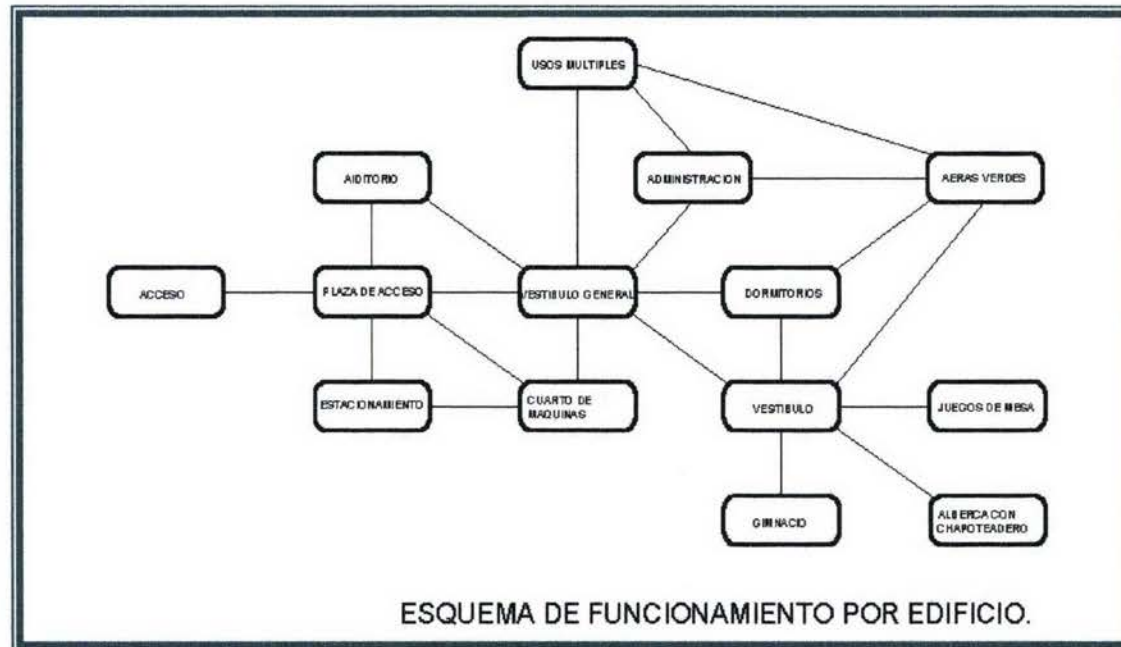 USOS MULTIPLES
AIDITORIO
ADMINISTRACION
AERAS VERDES
ACCESO
PLAZA DE ACCESO
VESTIBULO GENERAL
DORMITORIOS
ESTACIONAMIENTO
CUARTO DE
MAQUINAS
VESTIBULO
JUEGOS DE MESA
GIMNACIO
ALBERCA CON
CHAPOTEADERO
ESQUEMA DE FUNCIONAMIENTO POR EDIFICIO.